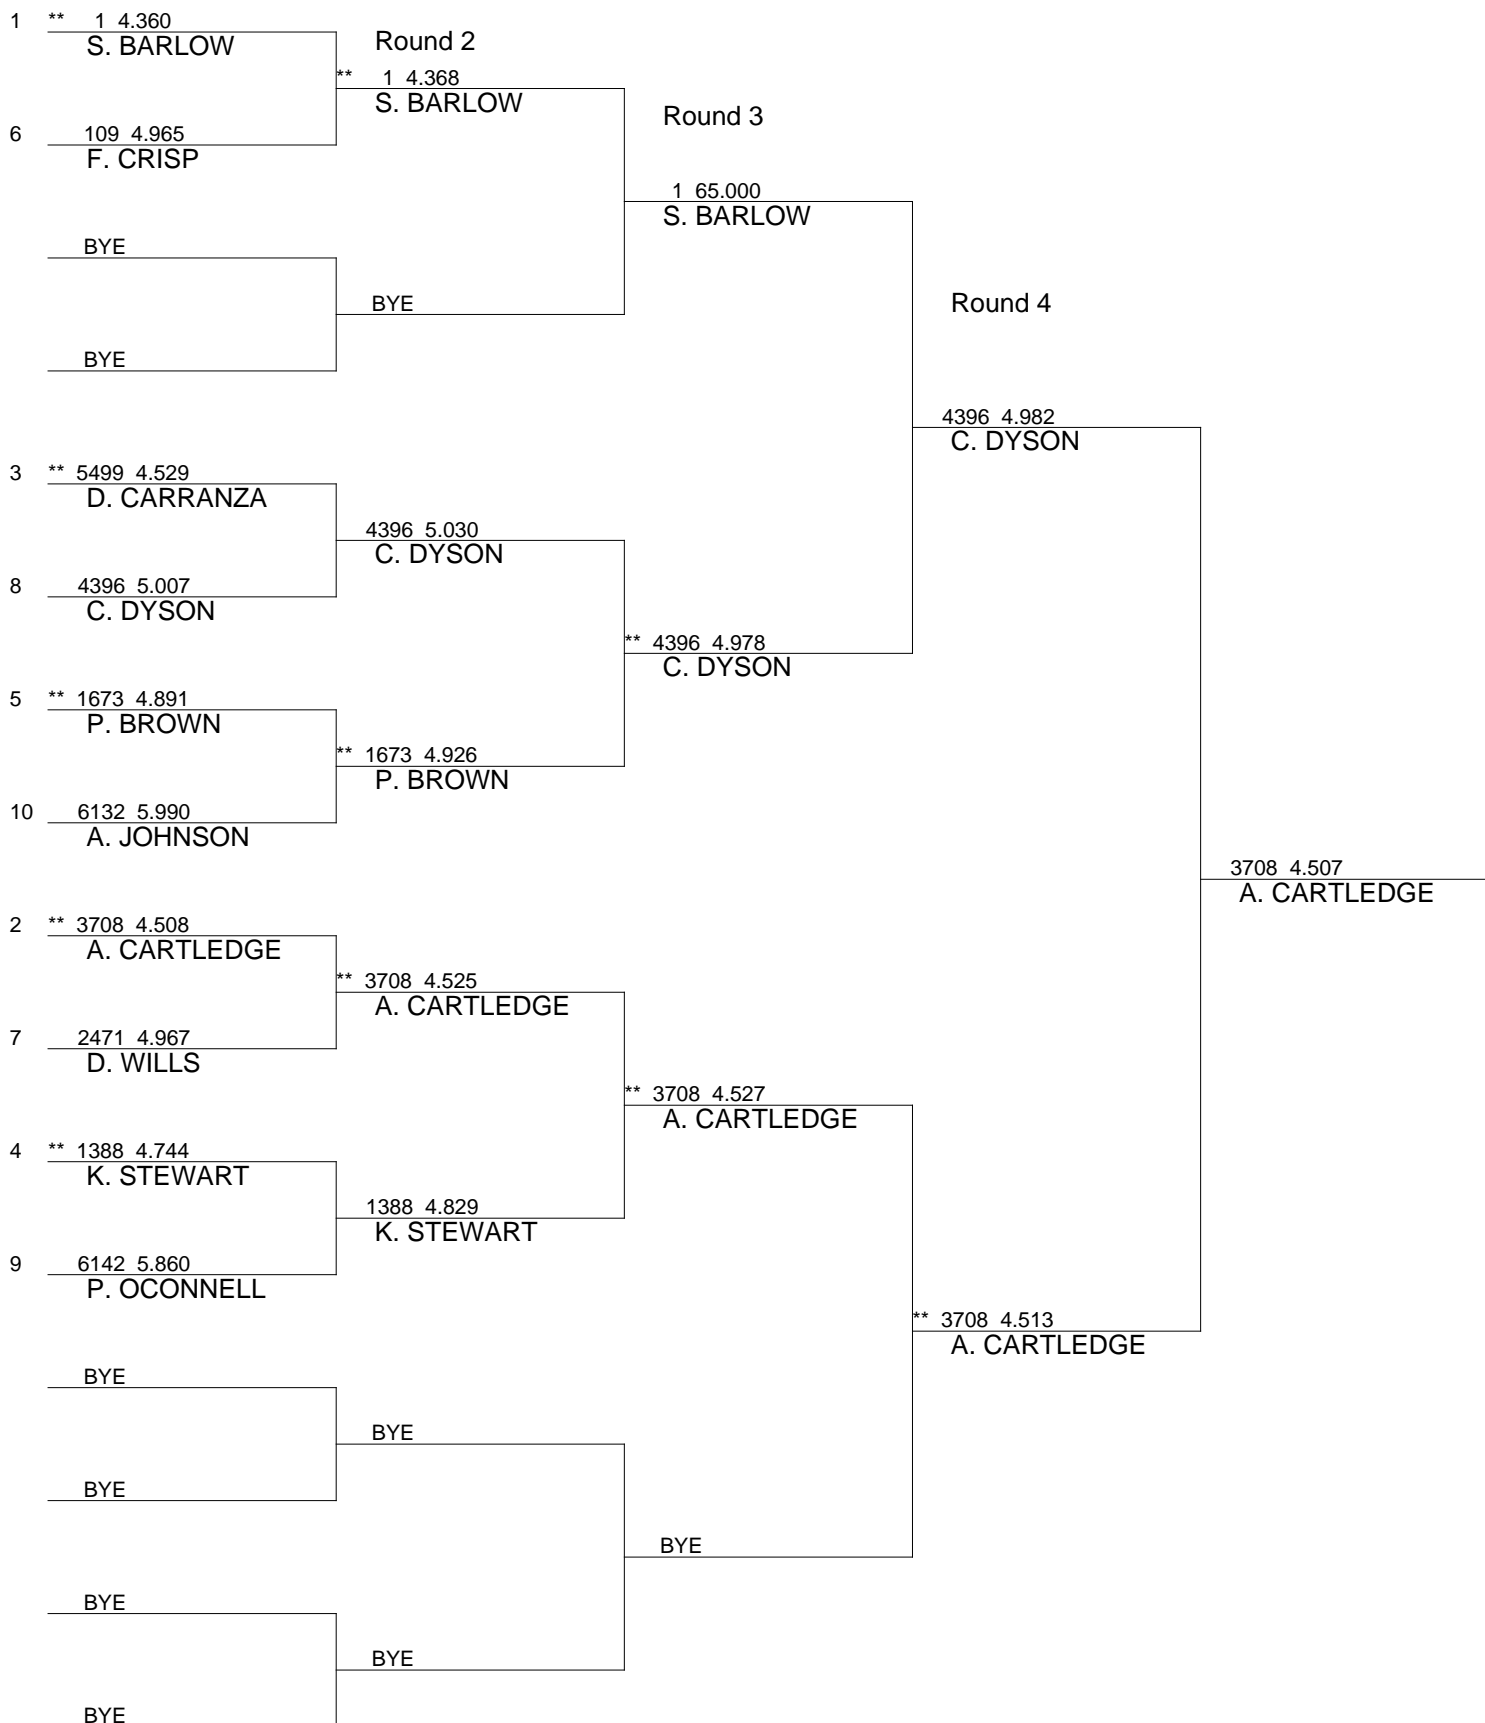 1 ** 1 4.360
S. BARLOW
Round 2
** 1 4.368
S. BARLOW
Round 3
6 109 4.965
F. CRISP
1 65.000
S. BARLOW
BYE
BYE
Round 4
BYE
4396 4.982
C. DYSON
3 ** 5499 4.529
D. CARRANZA
4396 5.030
C. DYSON
8 4396 5.007
C. DYSON
** 4396 4.978
C. DYSON
5 ** 1673 4.891
P. BROWN
** 1673 4.926
P. BROWN
10 6132 5.990
A. JOHNSON
3708 4.507
A. CARTLEDGE
2 ** 3708 4.508
A. CARTLEDGE
** 3708 4.525
A. CARTLEDGE
7 2471 4.967
D. WILLS
** 3708 4.527
A. CARTLEDGE
4 ** 1388 4.744
K. STEWART
1388 4.829
K. STEWART
9 6142 5.860
P. OCONNELL
** 3708 4.513
A. CARTLEDGE
BYE
BYE
BYE
BYE
BYE
BYE
BYE